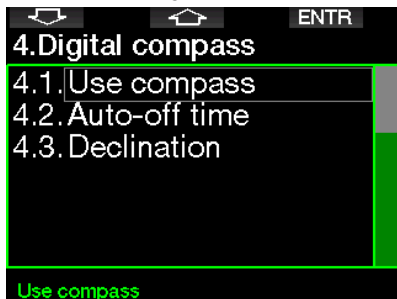 ENTR
4.Digital compass
4.1.Use compass
4.2.Auto-off time
4.3.Declination
Use compass